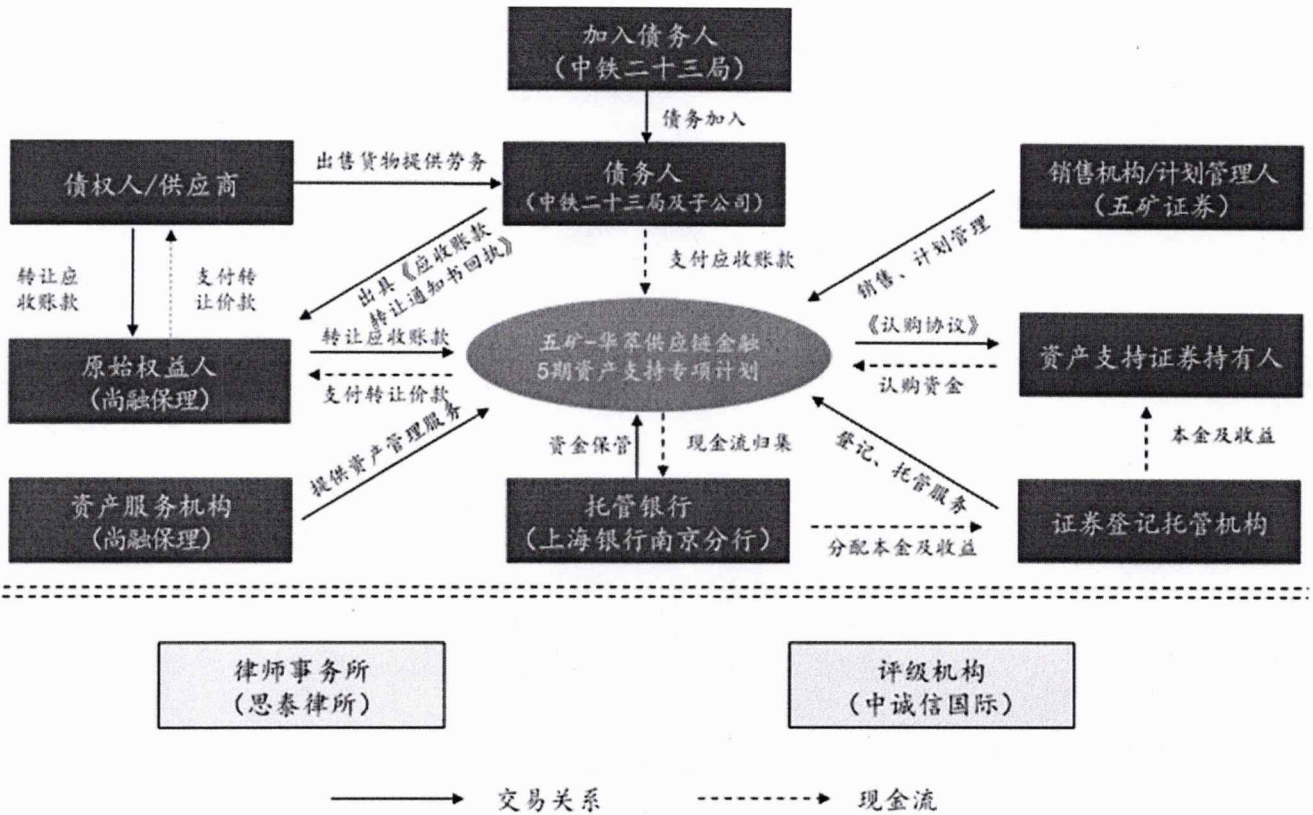 加入债务人
（中铁二十三局）
债务加入
出售货物提供劳务
债权人/供应商
债务人
（中铁二十三局及子公司）
销售机构/计划管理人
（五矿证券）
转让应
收账款
支付转
让价款
出具《应收账款
转让通知书回执》
支付应收账款
销售、计划管理
原始权益人
（尚融保理）
转让应收账款
支付转让价款
五矿-华萃供应链金融
5期资产支持专项计划
《认购协议》
认购资金
资产支持证券持有人
提供资产管理服务
资金保管
现金流归集
登记、托管服务
本金及收益
资产服务机构
（尚融保理）
托管银行
（上海银行南京分行）
分配本金及收益
证券登记托管机构
律师事务所
（思泰律所）
评级机构
（中诚信国际）
交易关系
现金流